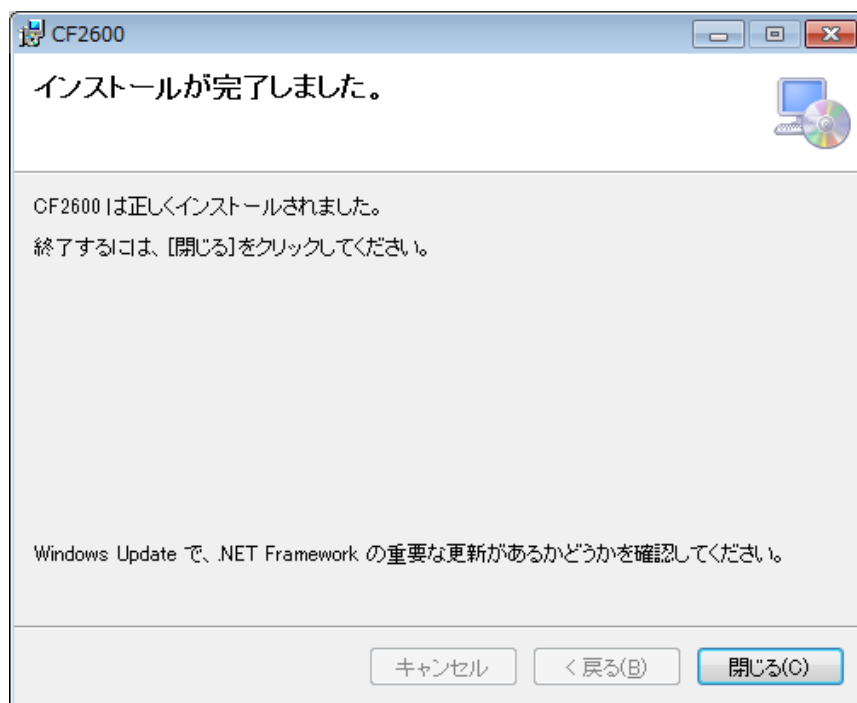 CF2600
インストールが完了しました。
CF2600 は正しくインストールされました。
終了するには、[閉じる]をクリックしてください。
Windows Update で、.NET Framework の重要な更新があるかどうかを確認してください。
キャンセル
< 戻る(B)
閉じる(C)